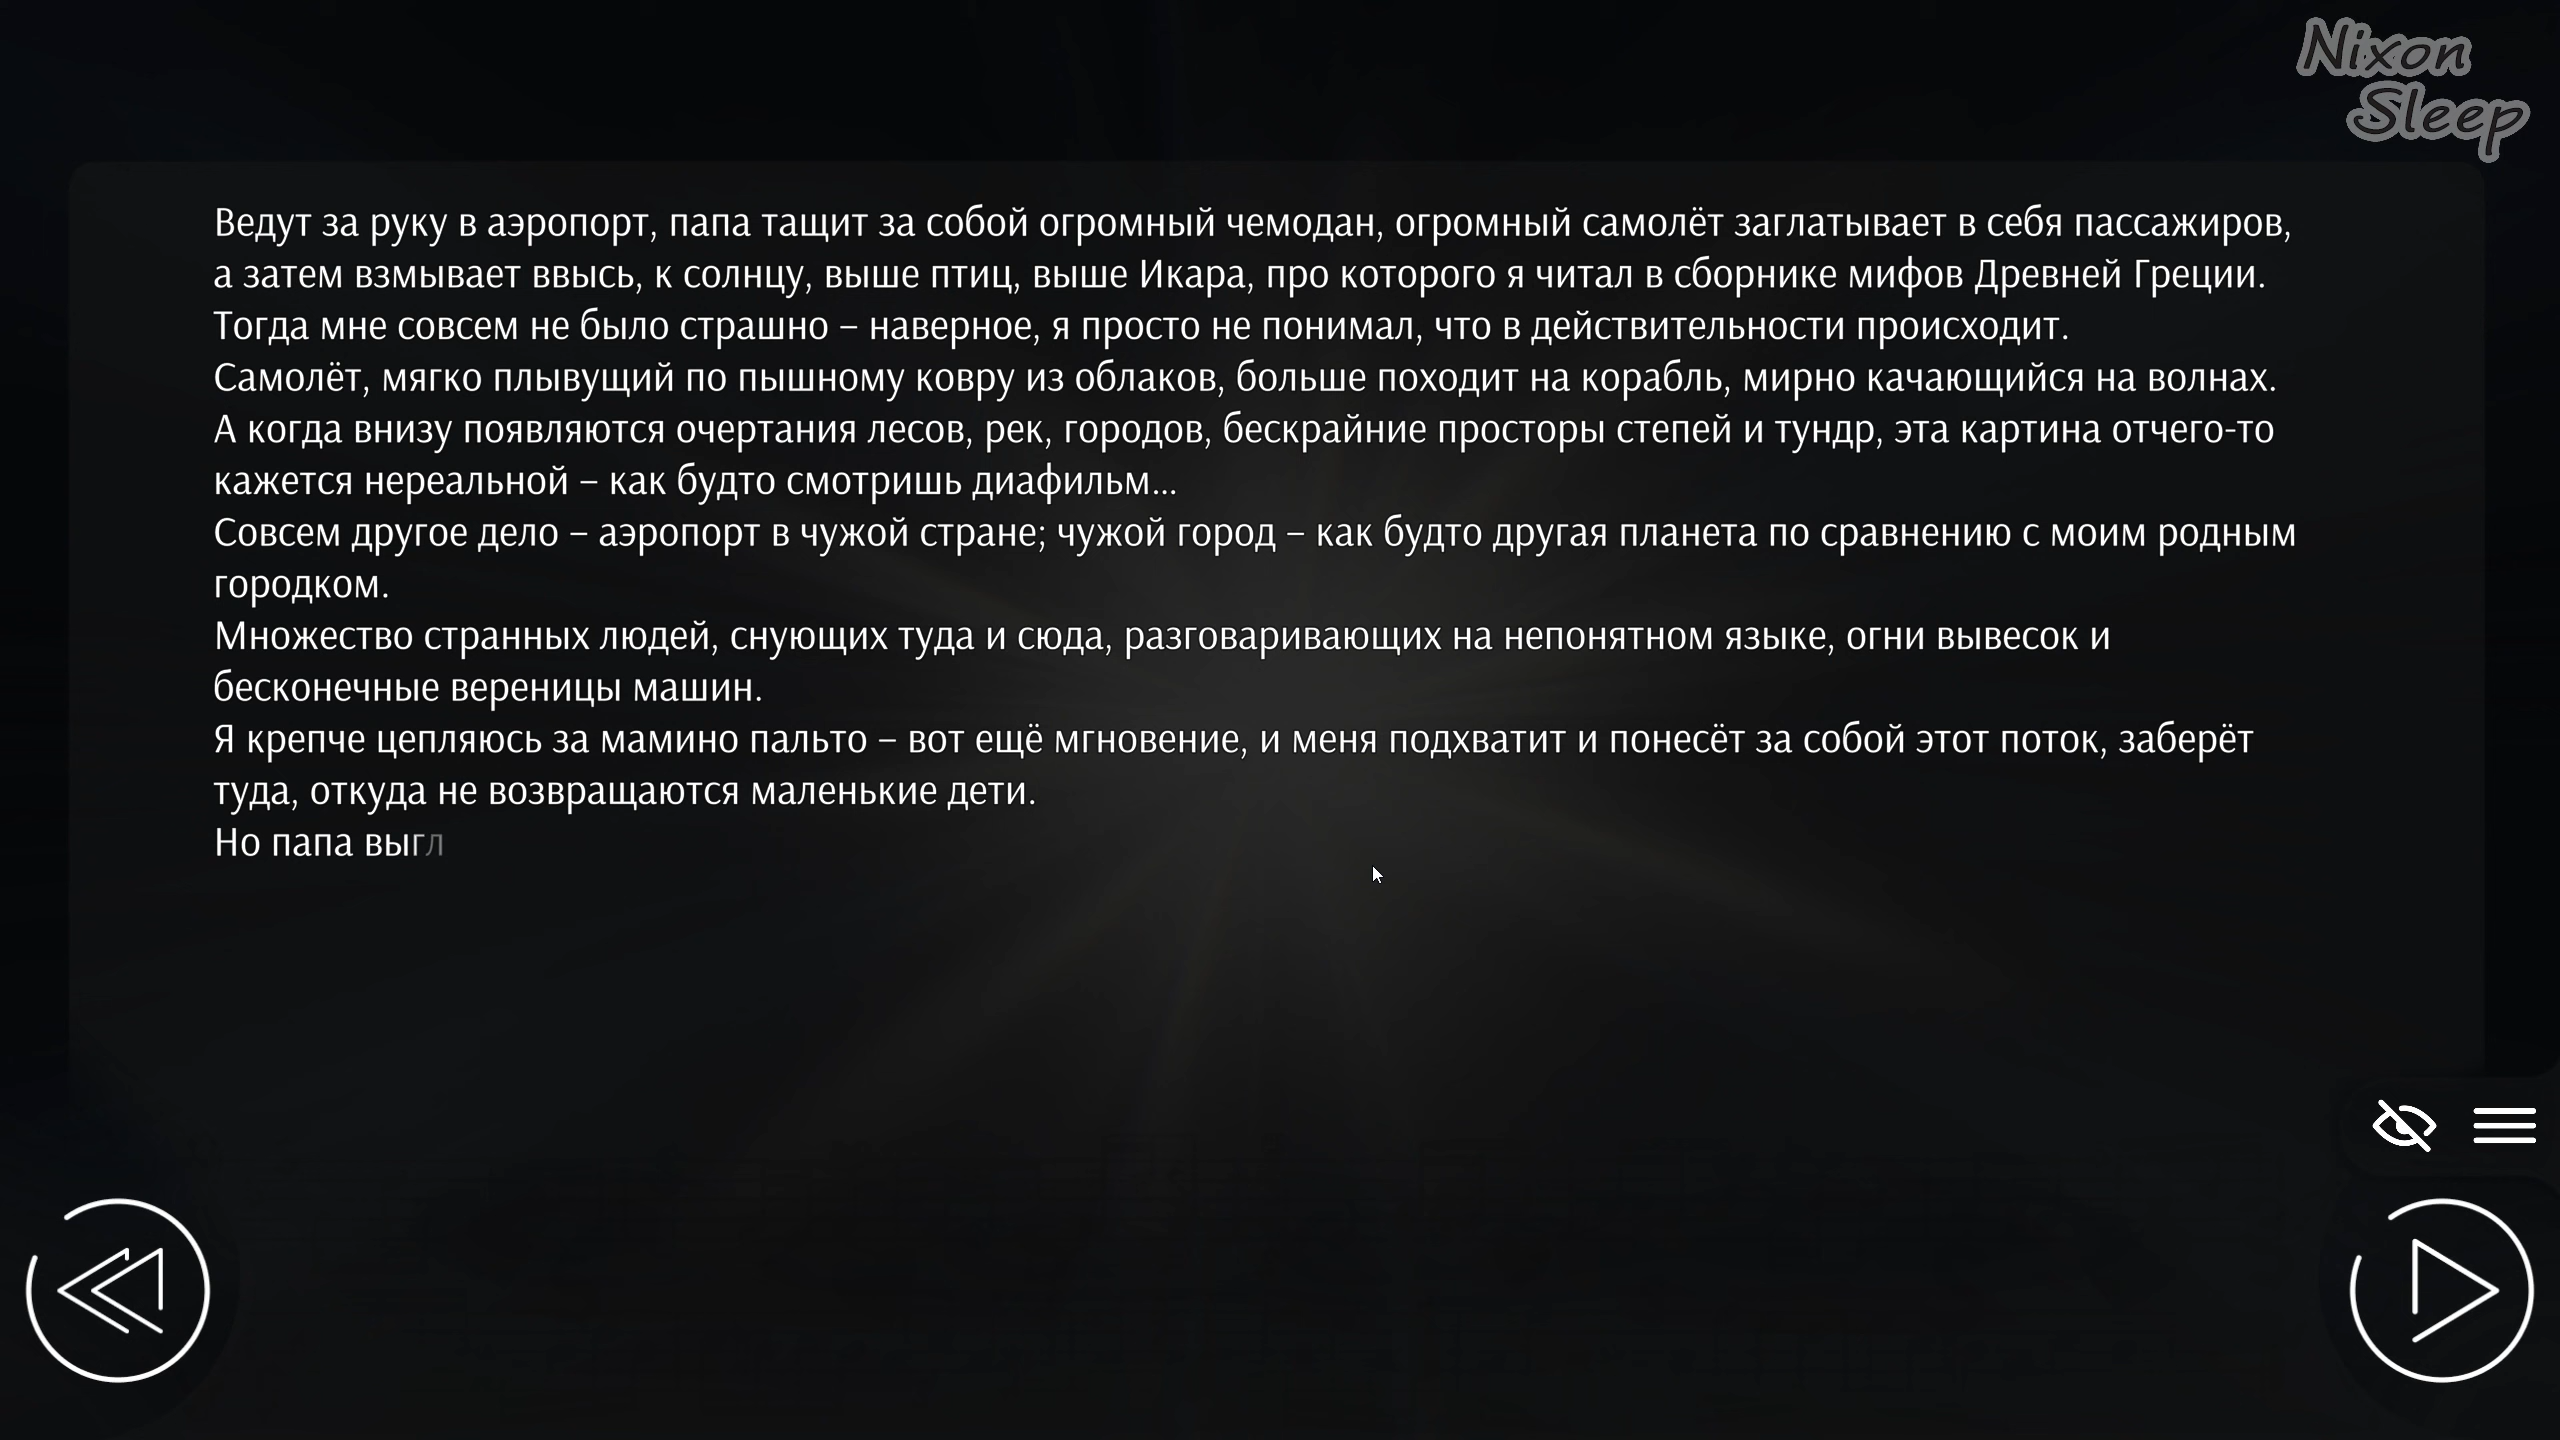 Nixon
Sleep
Ведут за руку в аэропорт, папа тащит за собой огромный чемодан, огромный самолёт заглатывает в себя пассажиров,
а затем взмывает ввысь, к солнцу, выше птиц, выше Икара, про которого я читал в сборнике мифов Древней Греции.
Тогда мне совсем не было страшно – наверное, я просто не понимал, что в действительности происходит.
Самолёт, мягко плывущий по пышному ковру из облаков, больше походит на корабль, мирно качающийся на волнах.
А когда внизу появляются очертания лесов, рек, городов, бескрайние просторы степей и тундр, эта картина отчего-то
кажется нереальной – как будто смотришь диафильм...
Совсем другое дело – аэропорт в чужой стране; чужой город – как будто другая планета по сравнению с моим родным
городком.
Множество странных людей, снующих туда и сюда, разговаривающих на непонятном языке, огни вывесок и
бесконечные вереницы машин.
Я крепче цепляюсь за мамино пальто – вот ещё мгновение, и меня подхватит и понесёт за собой этот поток, заберёт
туда, откуда не возвращаются маленькие дети.
Но папа выгл